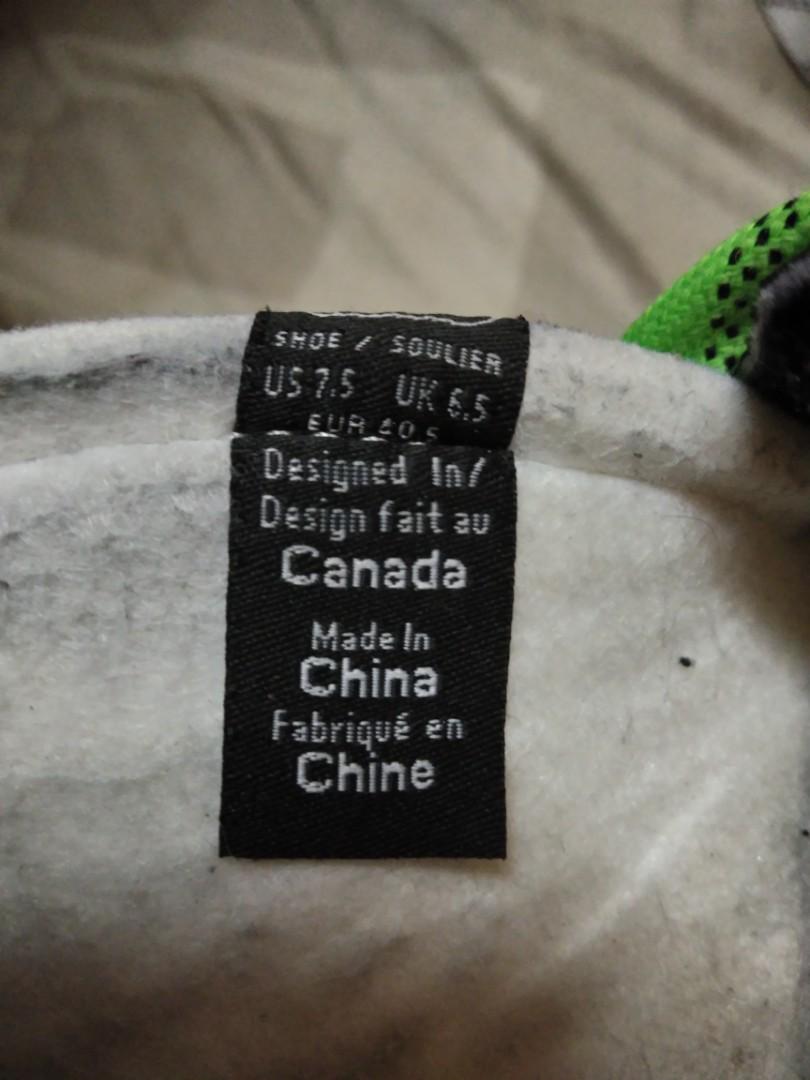 SHOE / SOULIER
US 7.5 UK 6.5
EUR 40.5
Designed In/
Design fait au
Canada
Made In
China
Fabriqué en
Chine